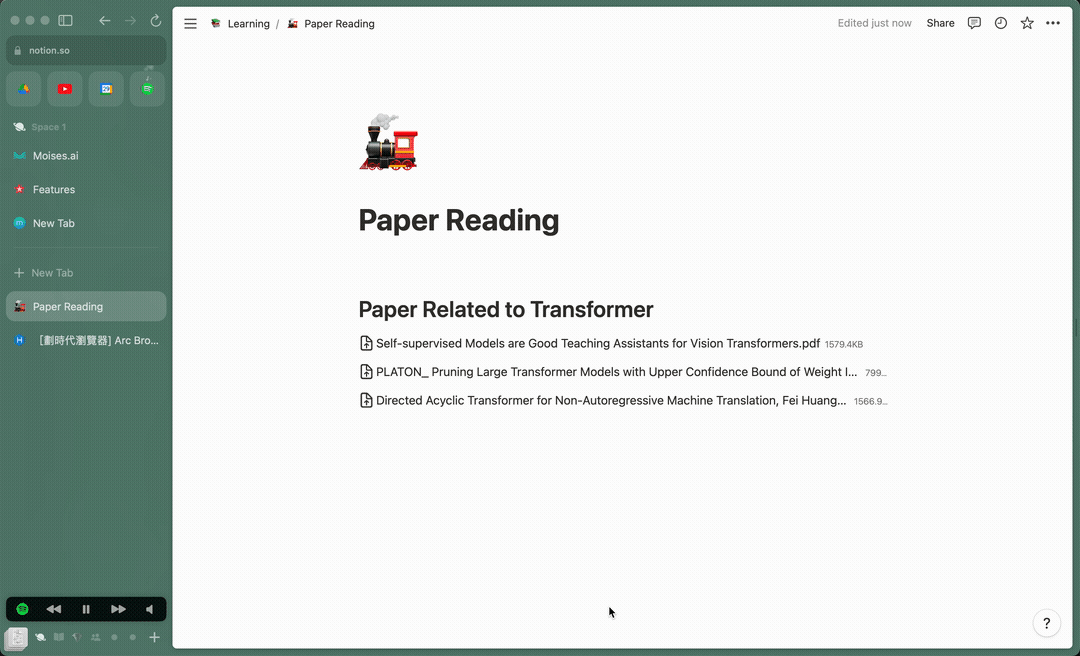 notion.so
Space 1
Moises.ai
Features
New Tab
New Tab
Paper Reading
[劃時代瀏覽器] Arc Bro...
Learning / Paper Reading
Edited just now
Share
Paper Reading
Paper Related to Transformer
Self-supervised Models are Good Teaching Assistants for Vision Transformers.pdf 1579.4KB
PLATON_ Pruning Large Transformer Models with Upper Confidence Bound of Weight I... 799...
Directed Acyclic Transformer for Non-Autoregressive Machine Translation, Fei Huang... 1566.9...
?